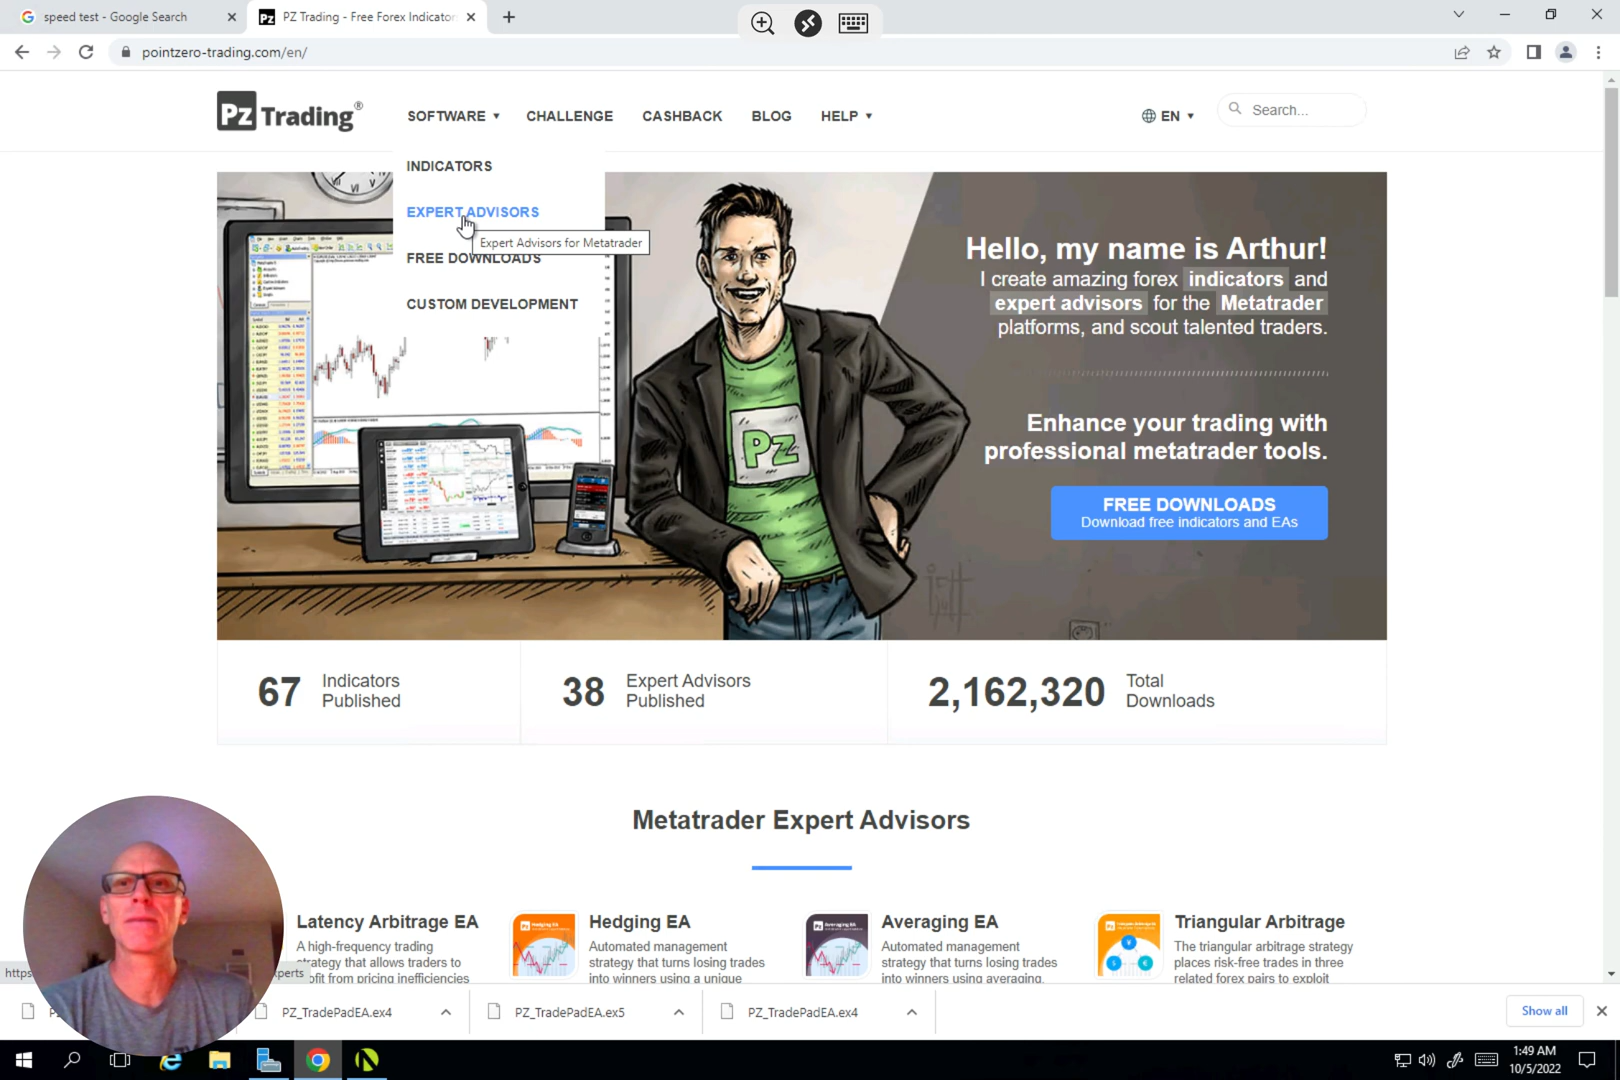 speed test - Google Search
PZ Trading - Free Forex Indicator
pointzero-trading.com/en/
Pz Trading®
SOFTWARE
CHALLENGE
CASHBACK
BLOG
HELP
EN
Search...
INDICATORS
EXPERT ADVISORS
Expert Advisors for Metatrader
FREE DOWNLOADS
CUSTOM DEVELOPMENT
Hello, my name is Arthur!
I create amazing forex indicators and
expert advisors for the Metatrader
platforms, and scout talented traders.
Enhance your trading with
professional metatrader tools.
FREE DOWNLOADS
Download free indicators and EAs
Pz
67 Indicators
Published
38 Expert Advisors
Published
2,162,320 Total
Downloads
Metatrader Expert Advisors
Latency Arbitrage EA
A high-frequency trading
strategy that allows traders to
ofit from pricing inefficiencies
Hedging EA
Automated management
strategy that turns losing trades
into winners using a unique
Averaging EA
Automated management
strategy that turns losing trades
into winners using averaging.
Triangular Arbitrage
The triangular arbitrage strategy
places risk-free trades in three
related forex pairs to exploit
https
xperts
PZ_TradePadEA.ex4
PZ_TradePadEA.ex5
PZ_TradePadEA.ex4
Show all
1:49 AM
10/5/2022